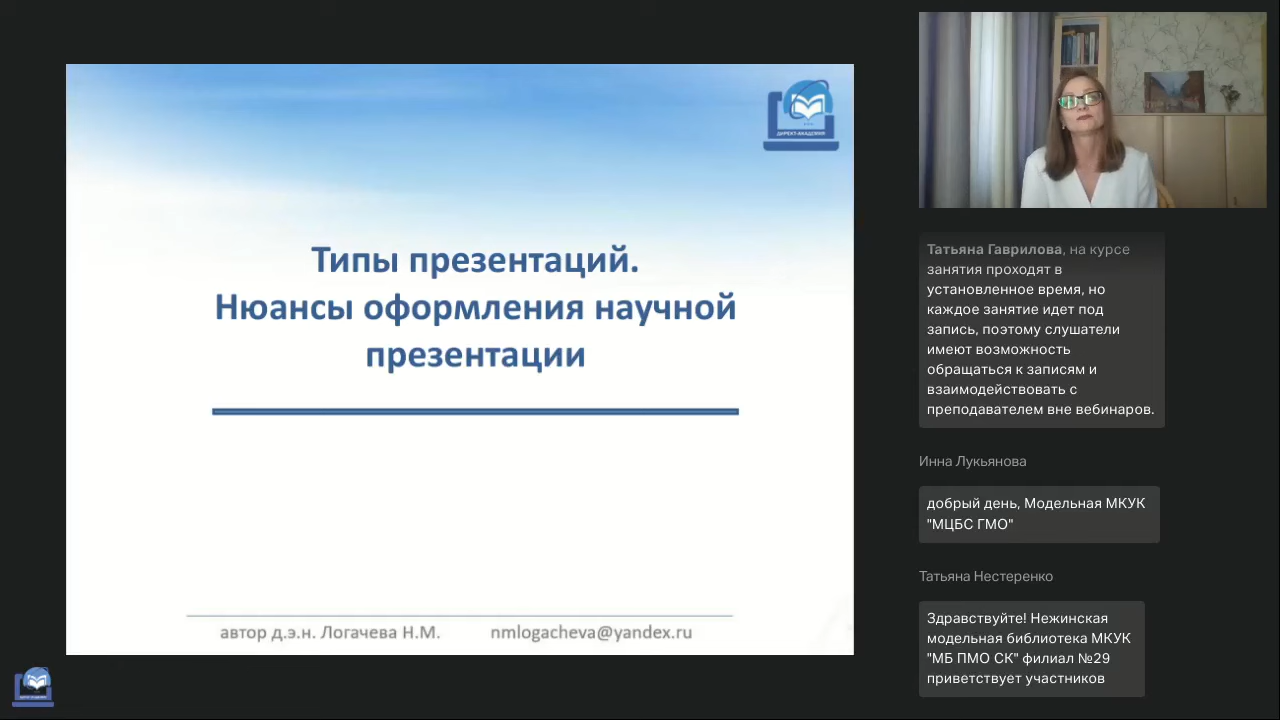 ДИРЕКТ-АКАДЕМИЯ
Типы презентаций.
Нюансы оформления научной
презентации
автор д.э.н. Логачева Н.М. nmlogacheva@yandex.ru
Татьяна Гаврилова, на курсе
занятия проходят в
установленное время, но
каждое занятие идет под
запись, поэтому слушатели
имеют возможность
обращаться к записям и
взаимодействовать с
преподавателем вне вебинаров.
Инна Лукьянова
добрый день, Модельная МКУК
"МЦБС ГМО"
Татьяна Нестеренко
Здравствуйте! Нежинская
модельная библиотека МКУК
"МБ ПМО СК" филиал №29
приветствует участников